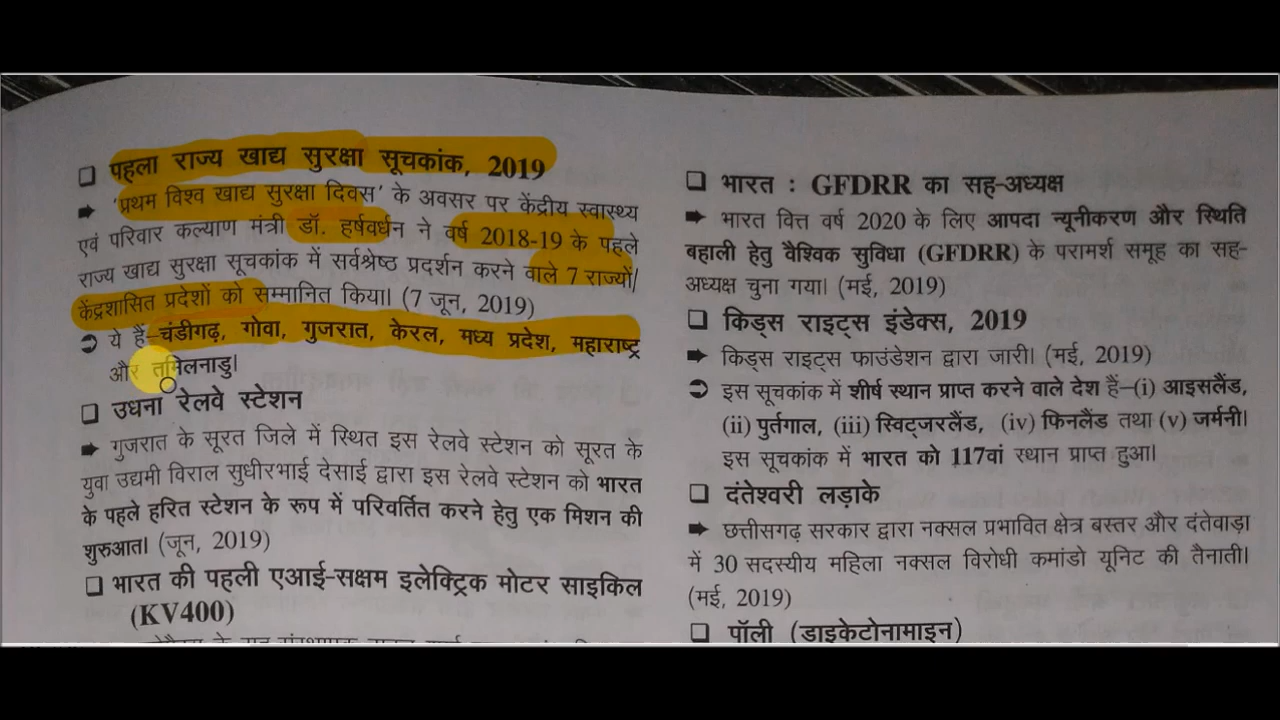 ❑ पहला राज्य खाद्य सुरक्षा सूचकांक, 2019
➡ 'प्रथम विश्व खाद्य सुरक्षा दिवस' के अवसर पर केंद्रीय स्वास्थ्य
एवं परिवार कल्याण मंत्री डॉ. हर्षवर्धन ने वर्ष 2018-19 के पहले
राज्य खाद्य सुरक्षा सूचकांक में सर्वश्रेष्ठ प्रदर्शन करने वाले 7 राज्यों/
केंद्रशासित प्रदेशों को सम्मानित किया। (7 जून, 2019)
➲ ये हैं–चंडीगढ़, गोवा, गुजरात, केरल, मध्य प्रदेश, महाराष्ट्र
और तमिलनाडु।
❑ उधना रेलवे स्टेशन
➡ गुजरात के सूरत जिले में स्थित इस रेलवे स्टेशन को सूरत के
युवा उद्यमी विराल सुधीरभाई देसाई द्वारा इस रेलवे स्टेशन को भारत
के पहले हरित स्टेशन के रूप में परिवर्तित करने हेतु एक मिशन की
शुरुआत। (जून, 2019)
❑ भारत की पहली एआई-सक्षम इलेक्ट्रिक मोटर साइकिल
(KV400)
❑ भारत : GFDRR का सह-अध्यक्ष
➡ भारत वित्त वर्ष 2020 के लिए आपदा न्यूनीकरण और स्थिति
बहाली हेतु वैश्विक सुविधा (GFDRR) के परामर्श समूह का सह-
अध्यक्ष चुना गया। (मई, 2019)
❑ किड्स राइट्स इंडेक्स, 2019
➡ किड्स राइट्स फाउंडेशन द्वारा जारी। (मई, 2019)
➲ इस सूचकांक में शीर्ष स्थान प्राप्त करने वाले देश हैं–(i) आइसलैंड,
(ii) पुर्तगाल, (iii) स्विट्जरलैंड, (iv) फिनलैंड तथा (v) जर्मनी।
इस सूचकांक में भारत को 117वां स्थान प्राप्त हुआ।
❑ दंतेश्वरी लड़ाके
➡ छत्तीसगढ़ सरकार द्वारा नक्सल प्रभावित क्षेत्र बस्तर और दंतेवाड़ा
में 30 सदस्यीय महिला नक्सल विरोधी कमांडो यूनिट की तैनाती।
(मई, 2019)
❑ पॉली (डाइकेटोनामाइन)